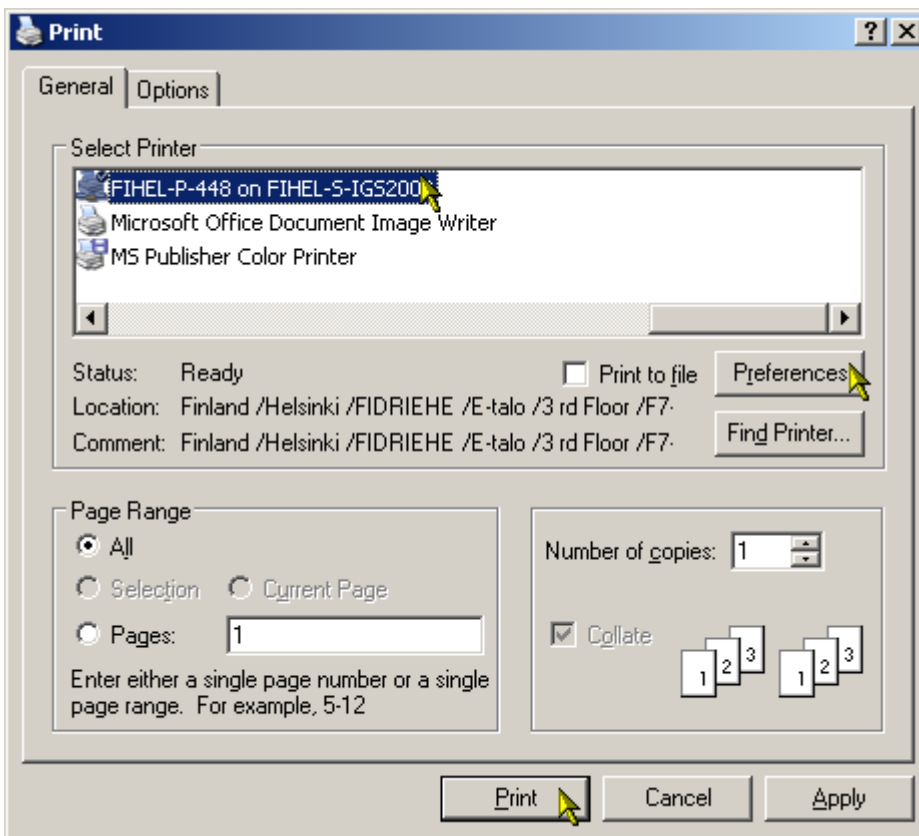 Print
General
Options
Select Printer
FIHEL-P-448 on FIHEL-S-IGS200
Microsoft Office Document Image Writer
MS Publisher Color Printer
Status: Ready
Print to file
Preferences
Location: Finland /Helsinki /FIDRIEHE /E-talo /3 rd Floor /F7-
Comment: Finland /Helsinki /FIDRIEHE /E-talo /3 rd Floor /F7-
Find Printer...
Page Range
All
Selection
Current Page
Pages: 1
Enter either a single page number or a single
page range. For example, 5-12
Number of copies: 1
Collate
1 2 3 1 2 3
Print
Cancel
Apply